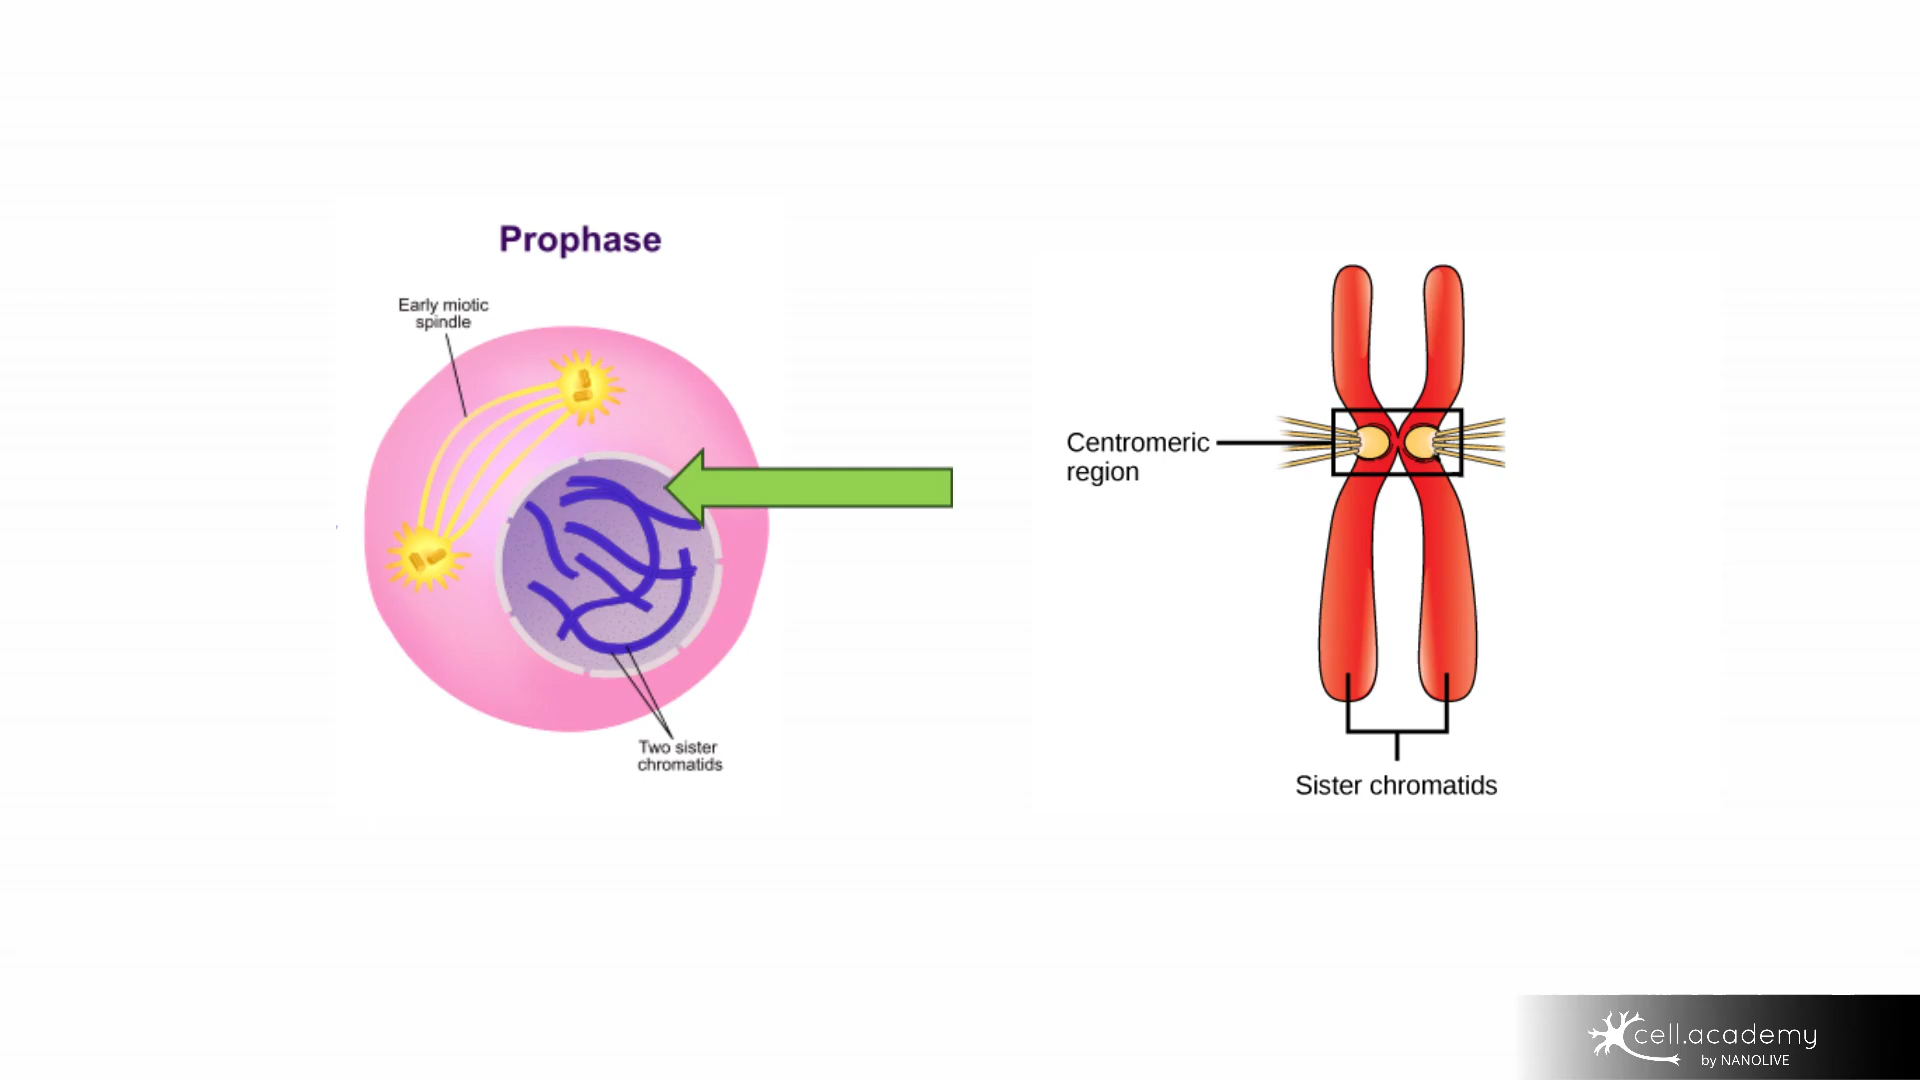 Prophase
Early miotic
spindle
Two sister
chromatids
Centromeric
region
Sister chromatids
cell.academy
by NANOLIVE